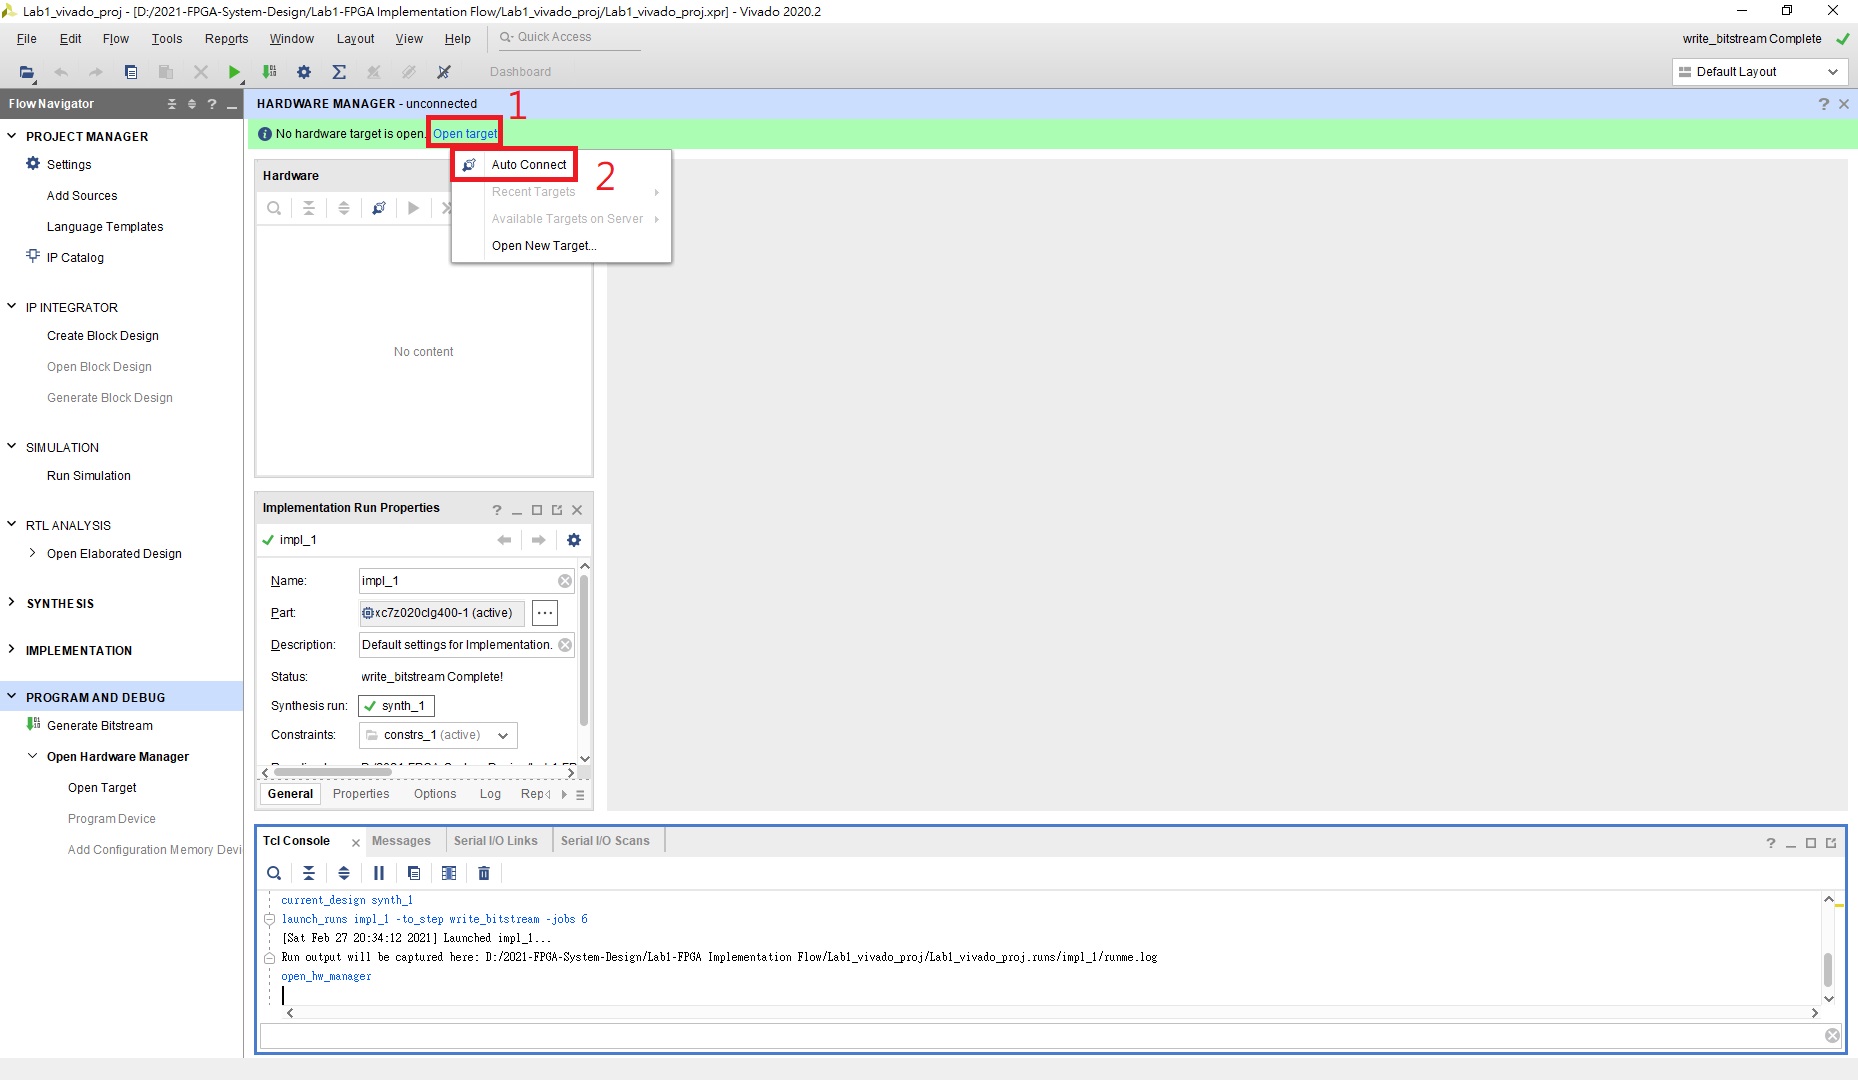 Lab1_vivado_proj - [D:/2021-FPGA-System-Design/Lab1-FPGA Implementation Flow/Lab1_vivado_proj/Lab1_vivado_proj.xpr] - Vivado 2020.2
File Edit Flow Tools Reports Window Layout View Help Quick Access
write_bitstream Complete
Dashboard
Default Layout
Flow Navigator
HARDWARE MANAGER - unconnected
1
No hardware target is open. Open target
Auto Connect
2
Recent Targets
Available Targets on Server
Open New Target...
PROJECT MANAGER
Settings
Add Sources
Language Templates
IP Catalog
IP INTEGRATOR
Create Block Design
Open Block Design
Generate Block Design
SIMULATION
Run Simulation
RTL ANALYSIS
Open Elaborated Design
SYNTHESIS
IMPLEMENTATION
PROGRAM AND DEBUG
Generate Bitstream
Open Hardware Manager
Open Target
Program Device
Add Configuration Memory Devi
Hardware
No content
Implementation Run Properties
impl_1
Name: impl_1
Part: xc7z020clg400-1 (active)
Description: Default settings for Implementation.
Status: write_bitstream Complete!
Synthesis run: synth_1
Constraints: constrs_1 (active)
General Properties Options Log Rep
Tcl Console Messages Serial I/O Links Serial I/O Scans
current_design synth_1
launch_runs impl_1 -to_step write_bitstream -jobs 6
[Sat Feb 27 20:34:12 2021] Launched impl_1...
Run output will be captured here: D:/2021-FPGA-System-Design/Lab1-FPGA Implementation Flow/Lab1_vivado_proj/Lab1_vivado_proj.runs/impl_1/runme.log
open_hw_manager